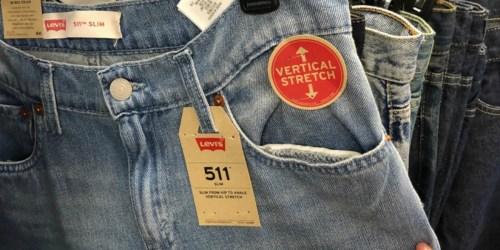 Levi's
511™ SLIM
VERTICAL
STRETCH
Levi's
511
SLIM
SLIM FROM HIP TO ANKLE
VERTICAL STRETCH